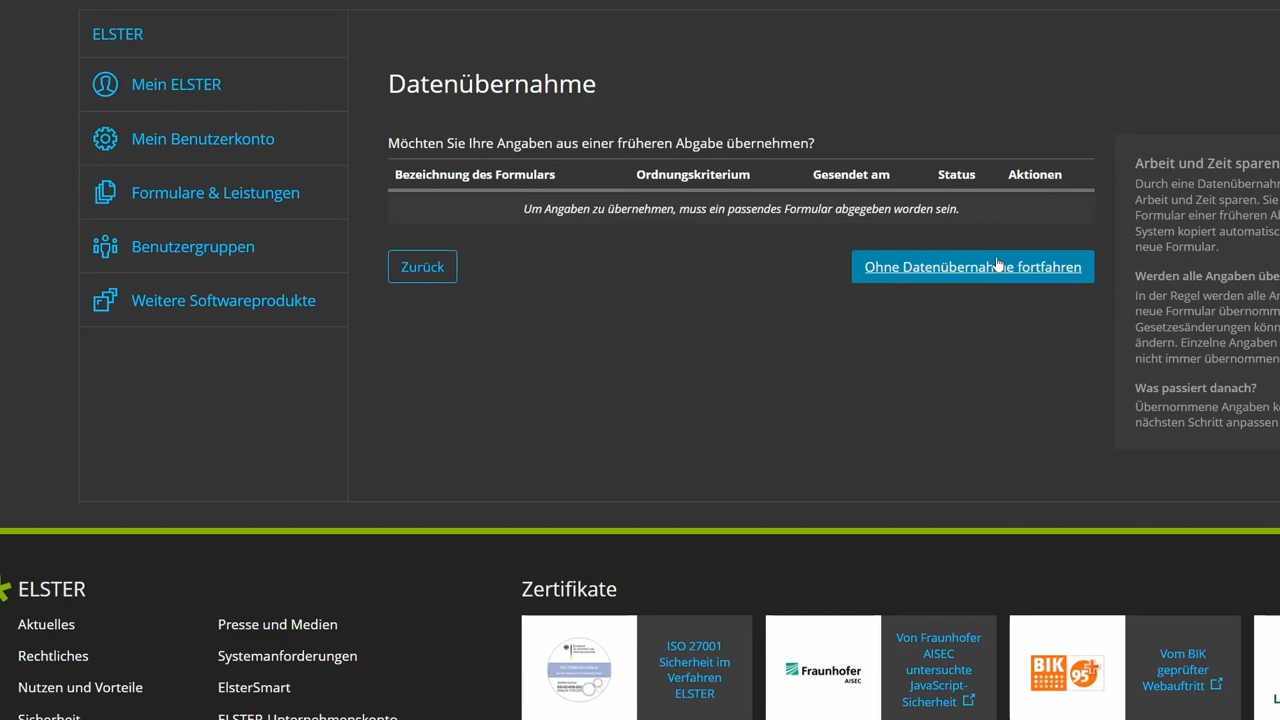 ELSTER
Mein ELSTER
Mein Benutzerkonto
Formulare & Leistungen
Benutzergruppen
Weitere Softwareprodukte
Datenübernahme
Möchten Sie Ihre Angaben aus einer früheren Abgabe übernehmen?
Bezeichnung des Formulars Ordnungskriterium Gesendet am Status Aktionen
Um Angaben zu übernehmen, muss ein passendes Formular abgegeben worden sein.
Zurück
Ohne Datenübernahme fortfahren
Arbeit und Zeit sparen
Durch eine Datenübernahr
Arbeit und Zeit sparen. Sie
Formular einer früheren Al
System kopiert automatisc
neue Formular.
Werden alle Angaben übe
In der Regel werden alle Ar
neue Formular übernomm
Gesetzesänderungen könn
ändern. Einzelne Angaben
nicht immer übernommen
Was passiert danach?
Übernommene Angaben k
nächsten Schritt anpassen
ELSTER
Aktuelles
Rechtliches
Nutzen und Vorteile
Sicherheit
Presse und Medien
Systemanforderungen
ElsterSmart
ELSTER-Unternehmenskonto
Zertifikate
ISO 27001
Sicherheit im
Verfahren
ELSTER
Fraunhofer
AISEC
Von Fraunhofer
AISEC
untersuchte
JavaScript-
Sicherheit
BIK
95+
Vom BIK
geprüfter
Webauftritt